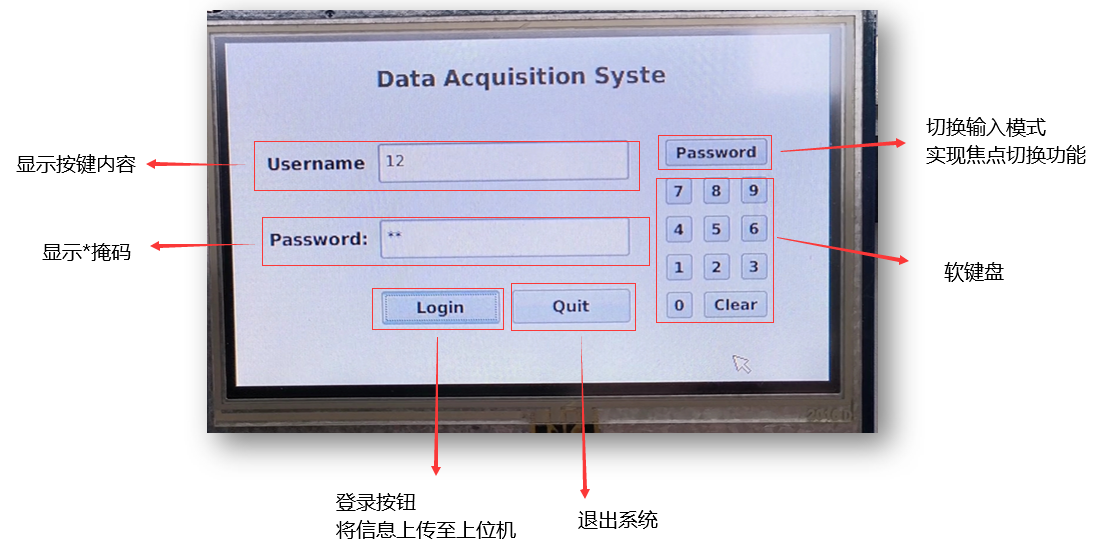 Data Acquisition Syste
切换输入模式
实现焦点切换功能
显示按键内容
Username
12
Password
7 8 9
显示*掩码
Password:
**
4 5 6
1 2 3
软键盘
Login
Quit
0 Clear
登录按钮
将信息上传至上位机
退出系统